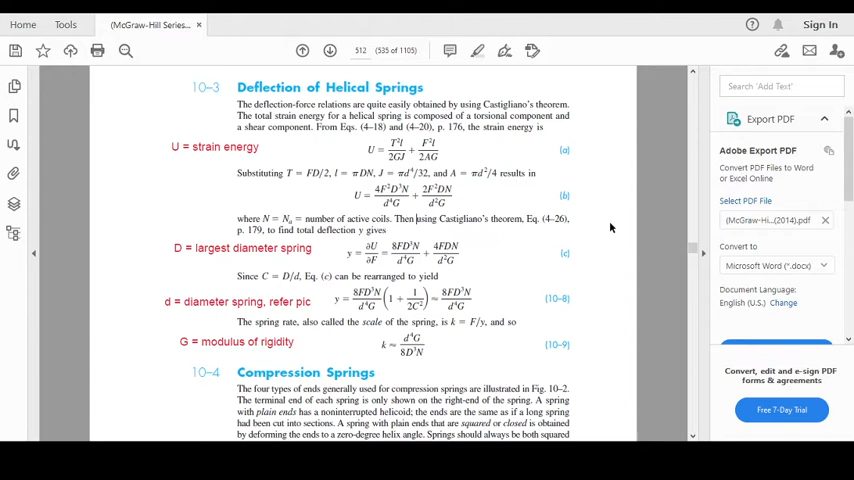 Home Tools (McGraw-Hill Series... × Sign In
512 (535 of 1105)
10–3 Deflection of Helical Springs
The deflection-force relations are quite easily obtained by using Castigliano's theorem.
The total strain energy for a helical spring is composed of a torsional component and
a shear component. From Eqs. (4–18) and (4–20), p. 176, the strain energy is
U = strain energy
U = T²l/2GJ + F²l/2AG (a)
Substituting T = FD/2, l = πDN, J = πd⁴/32, and A = πd²/4 results in
U = 4F²D³N/d⁴G + 2F²DN/d²G (b)
where N = Nₐ = number of active coils. Then using Castigliano's theorem, Eq. (4–26),
p. 179, to find total deflection y gives
D = largest diameter spring
y = ∂U/∂F = 8FD³N/d⁴G + 4FDN/d²G (c)
Since C = D/d, Eq. (c) can be rearranged to yield
d = diameter spring, refer pic
y = 8FD³N/d⁴G (1 + 1/2C²) ≈ 8FD³N/d⁴G (10–8)
The spring rate, also called the scale of the spring, is k = F/y, and so
G = modulus of rigidity
k ≈ d⁴G/8D³N (10–9)
10–4 Compression Springs
The four types of ends generally used for compression springs are illustrated in Fig. 10–2.
The terminal end of each spring is only shown on the right-end of the spring. A spring
with plain ends has a noninterrupted helicoid; the ends are the same as if a long spring
had been cut into sections. A spring with plain ends that are squared or closed is obtained
by deforming the ends to a zero-degree helix angle. Springs should always be both squared
Search 'Add Text'
Export PDF
Adobe Export PDF
Convert PDF Files to Word
or Excel Online
Select PDF File
(McGraw-Hi...(2014).pdf ×
Convert to
Microsoft Word (*.docx)
Document Language:
English (U.S.) Change
Convert, edit and e-sign PDF
forms & agreements
Free 7-Day Trial